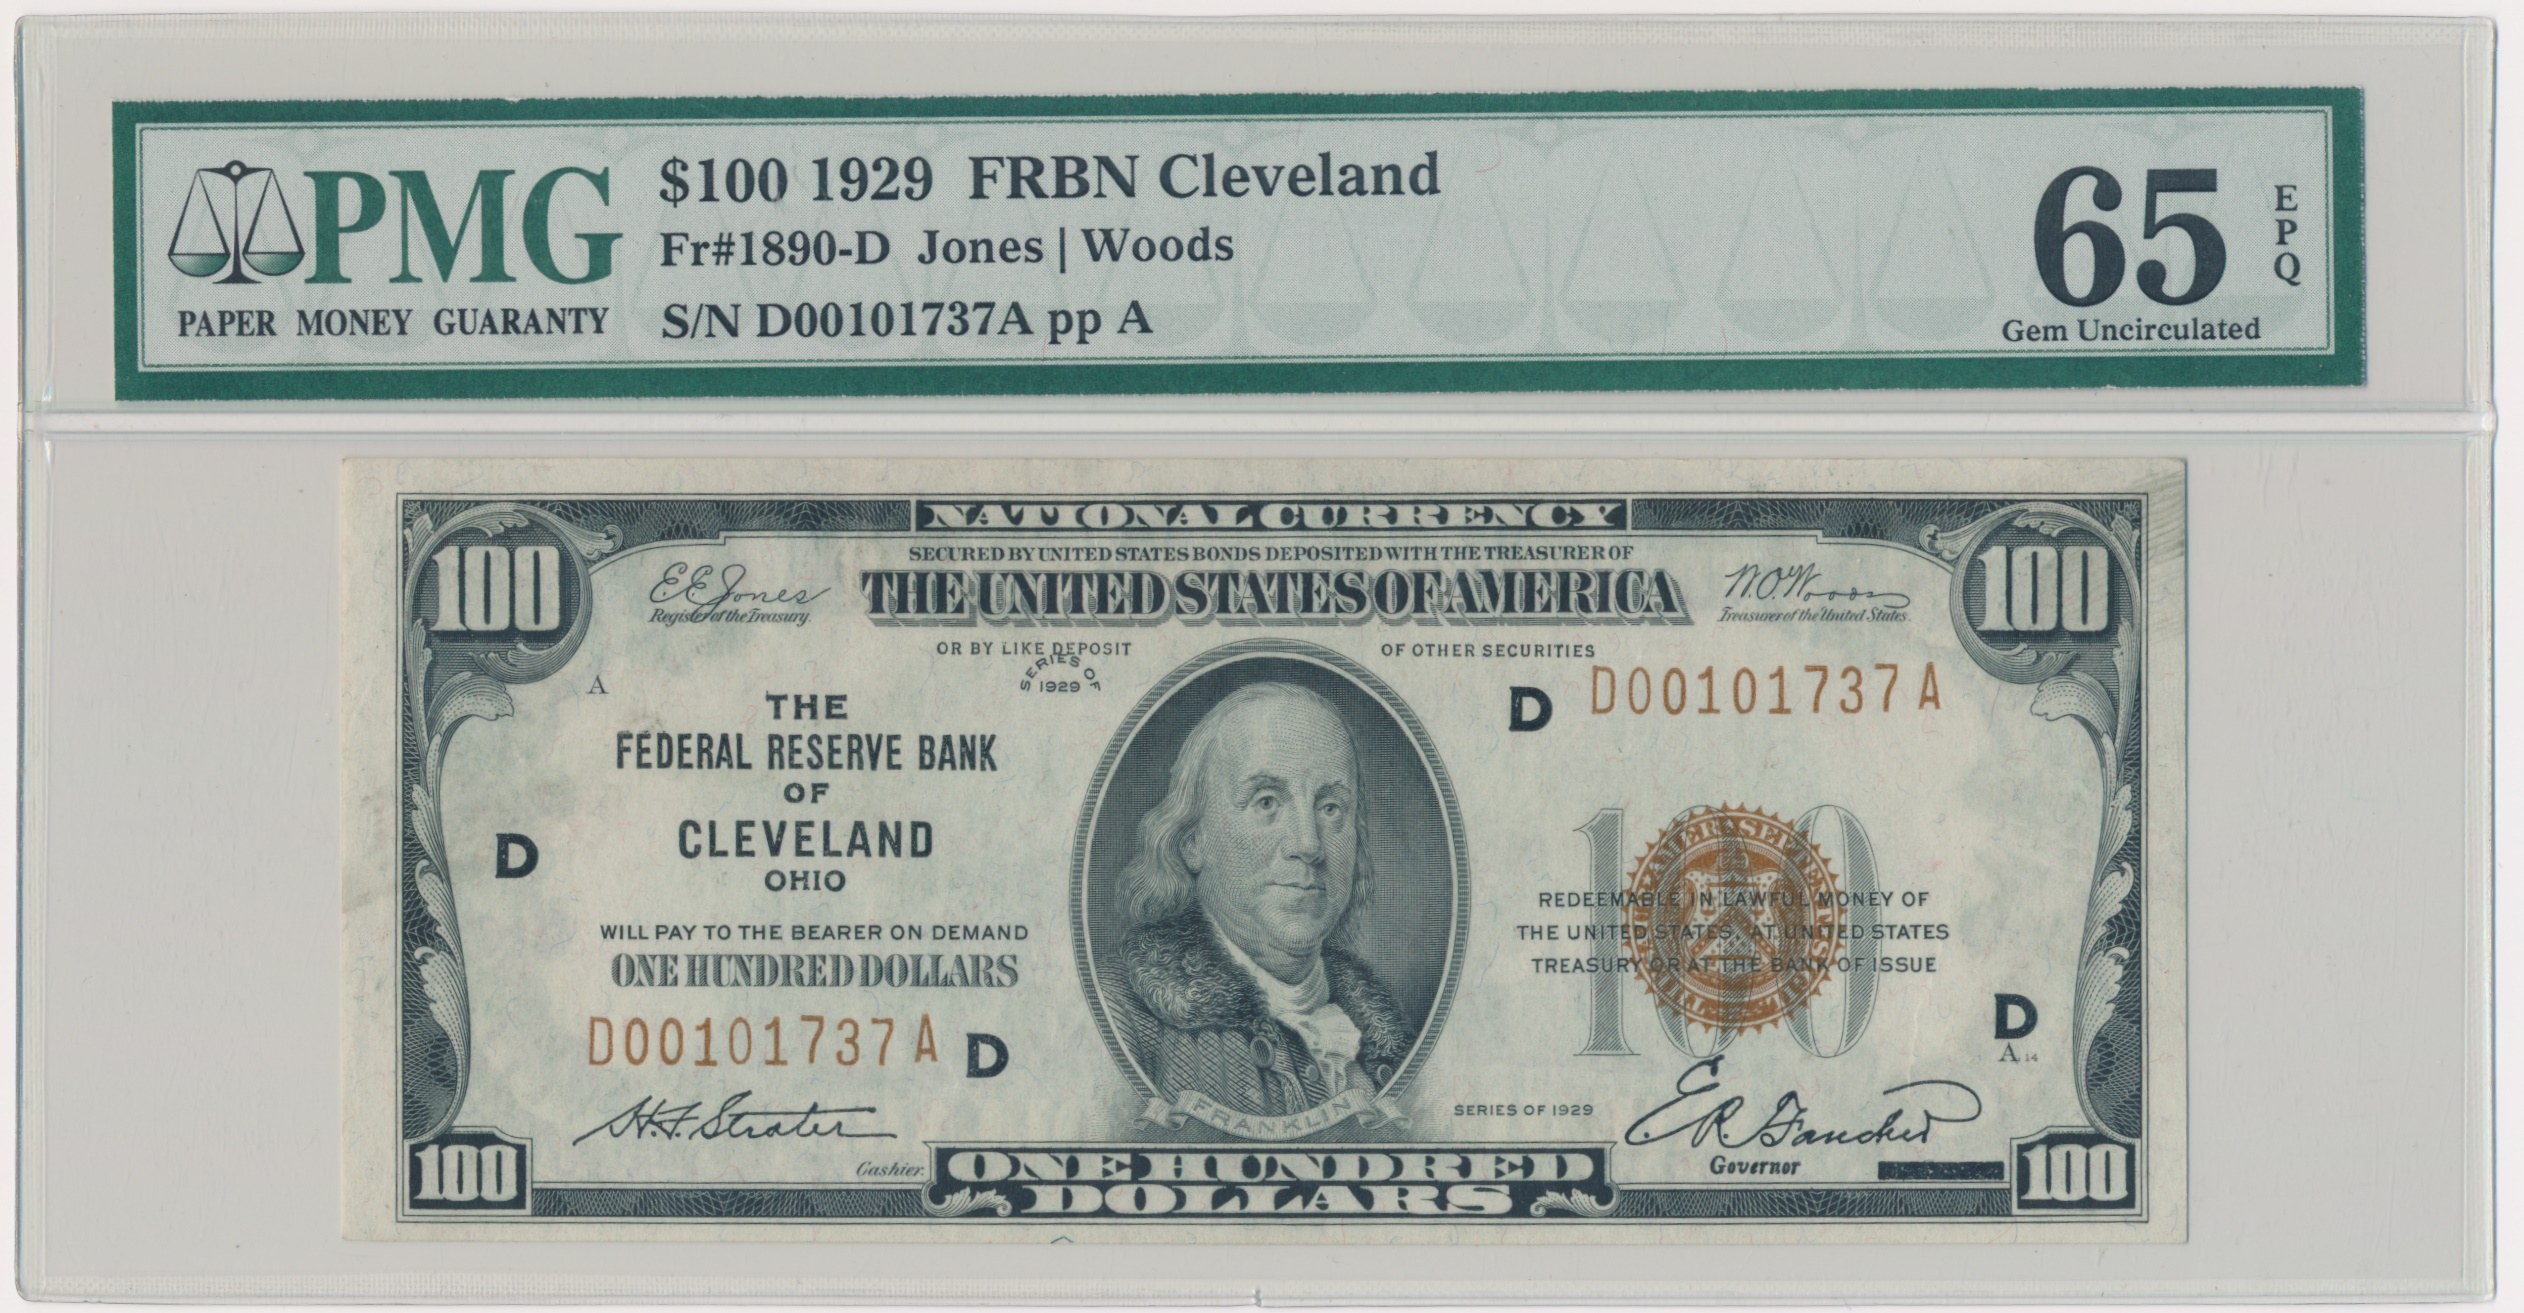 PMG
PAPER MONEY GUARANTY
$100 1929 FRBN Cleveland
Fr#1890-D Jones | Woods
S/N D00101737A pp A
65
EPQ
Gem Uncirculated
NATIONAL CURRENCY
SECURED BY UNITED STATES BONDS DEPOSITED WITH THE TREASURER OF
THE UNITED STATES OF AMERICA
OR BY LIKE DEPOSIT OF OTHER SECURITIES
100
100
E.E. Jones
Register of the Treasury.
W.O. Woods
Treasurer of the United States.
SERIES OF
1929
A
D D00101737A
THE
FEDERAL RESERVE BANK
OF
CLEVELAND
OHIO
D
WILL PAY TO THE BEARER ON DEMAND
ONE HUNDRED DOLLARS
D00101737A D
100
REDEEMABLE IN LAWFUL MONEY OF
THE UNITED STATES, AT UNITED STATES
TREASURY OR AT THE BANK OF ISSUE
D
A 14
H.F. Strater
Cashier.
FRANKLIN
SERIES OF 1929
E.R. Fancher
Governor
100
ONE HUNDRED
DOLLARS
100